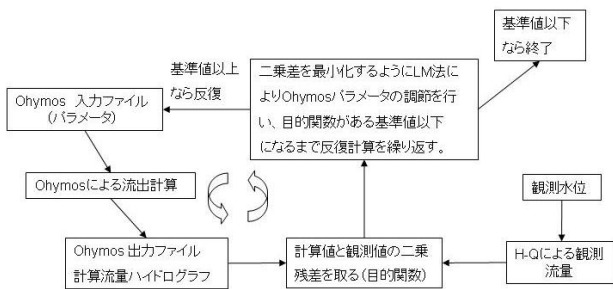 基準値以下
なら終了
基準値以上
なら反復
二乗差を最小化するようにLM法に
よりOhymosパラメータの調節を行
い、目的関数がある基準値以下
になるまで反復計算を繰り返す。
Ohymos 入力ファイル
(パラメータ)
Ohymosによる流出計算
観測水位
Ohymos 出力ファイル
計算流量ハイドログラフ
計算値と観測値の二乗
残差を取る(目的関数)
H-Qによる観測
流量